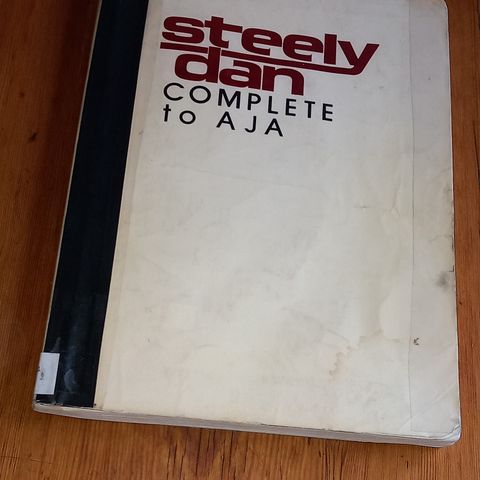 steely
dan
COMPLETE
to AJA